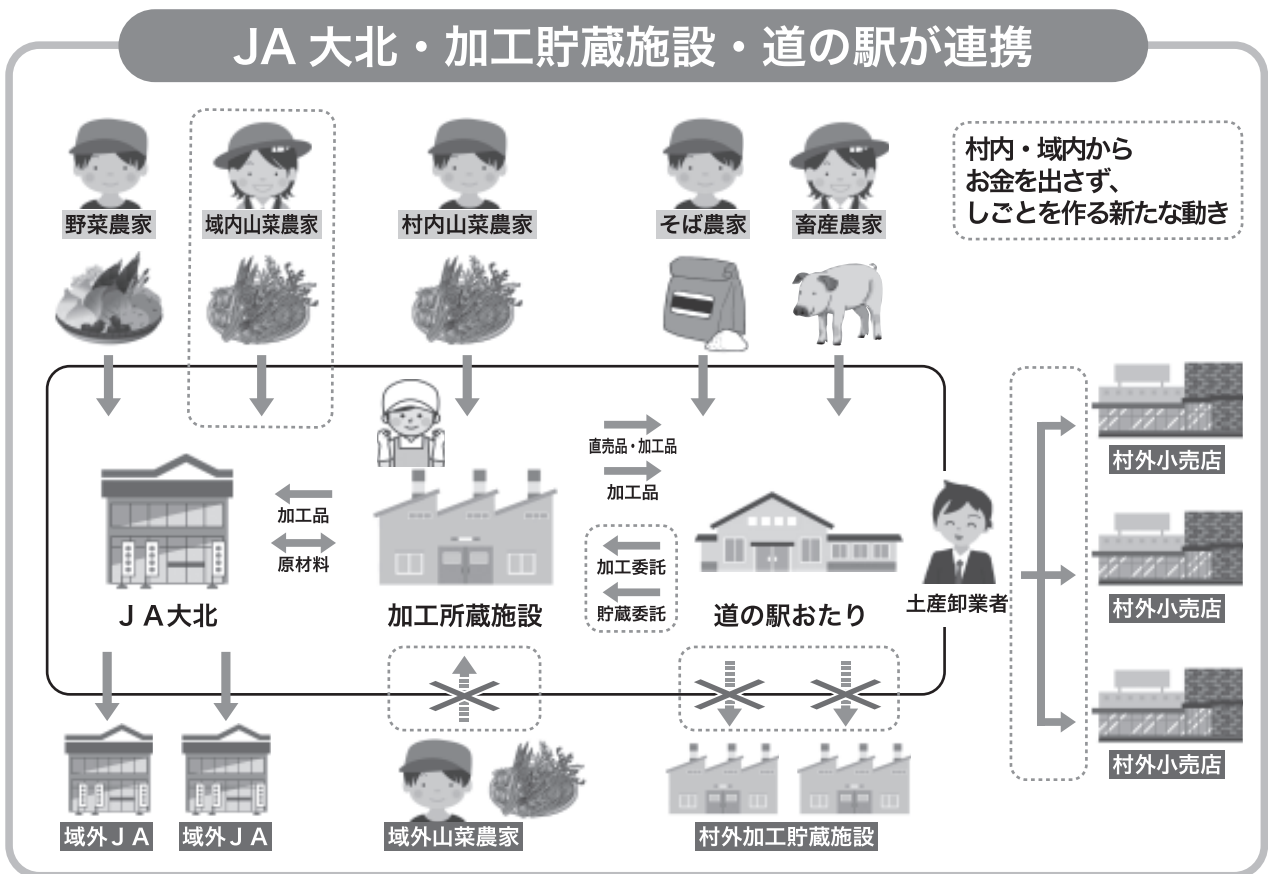 JA大北・加工貯蔵施設・道の駅が連携
野菜農家
域内山菜農家
村内山菜農家
そば農家
畜産農家
村内・域内から
お金を出さず、
しごとを作る新たな動き
直売品・加工品
加工品
加工品
原材料
加工委託
貯蔵委託
JA大北
加工所蔵施設
道の駅おたり
土産卸業者
村外小売店
村外小売店
村外小売店
域外JA
域外JA
域外山菜農家
村外加工貯蔵施設